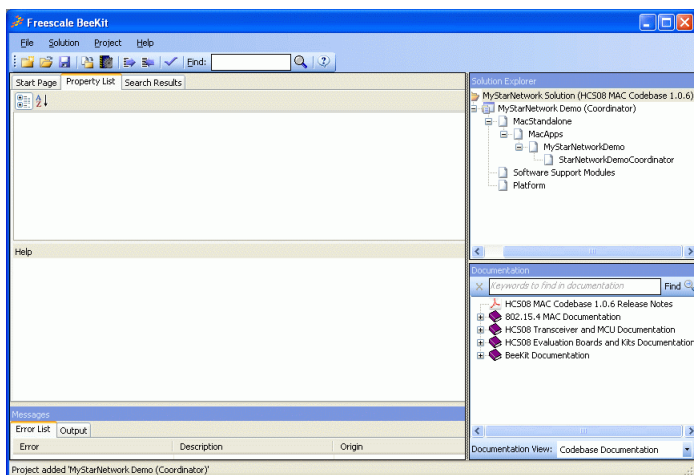 Freescale BeeKit
File Solution Project Help
Find:
Start Page Property List Search Results
Help
Messages
Error List Output
Error Description Origin
Project added 'MyStarNetwork Demo (Coordinator)'
Solution Explorer
MyStarNetwork Solution (HCS08 MAC Codebase 1.0.6)
MyStarNetwork Demo (Coordinator)
MacStandalone
MacApps
MyStarNetworkDemo
StarNetworkDemoCoordinator
Software Support Modules
Platform
Documentation
Keywords to find in documentation Find
HCS08 MAC Codebase 1.0.6 Release Notes
802.15.4 MAC Documentation
HCS08 Transceiver and MCU Documentation
HCS08 Evaluation Boards and Kits Documentation
BeeKit Documentation
Documentation View: Codebase Documentation